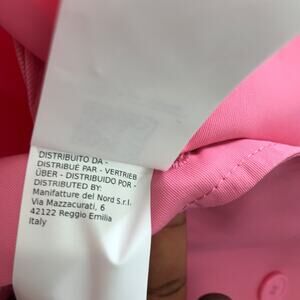 DISTRIBUITO DA -
DISTRIBUÉ PAR - VERTRIEB
ÜBER - DISTRIBUIDO POR -
DISTRIBUTED BY:
Manifatture del Nord S.r.l.
Via Mazzacurati, 6
42122 Reggio Emilia
Italy